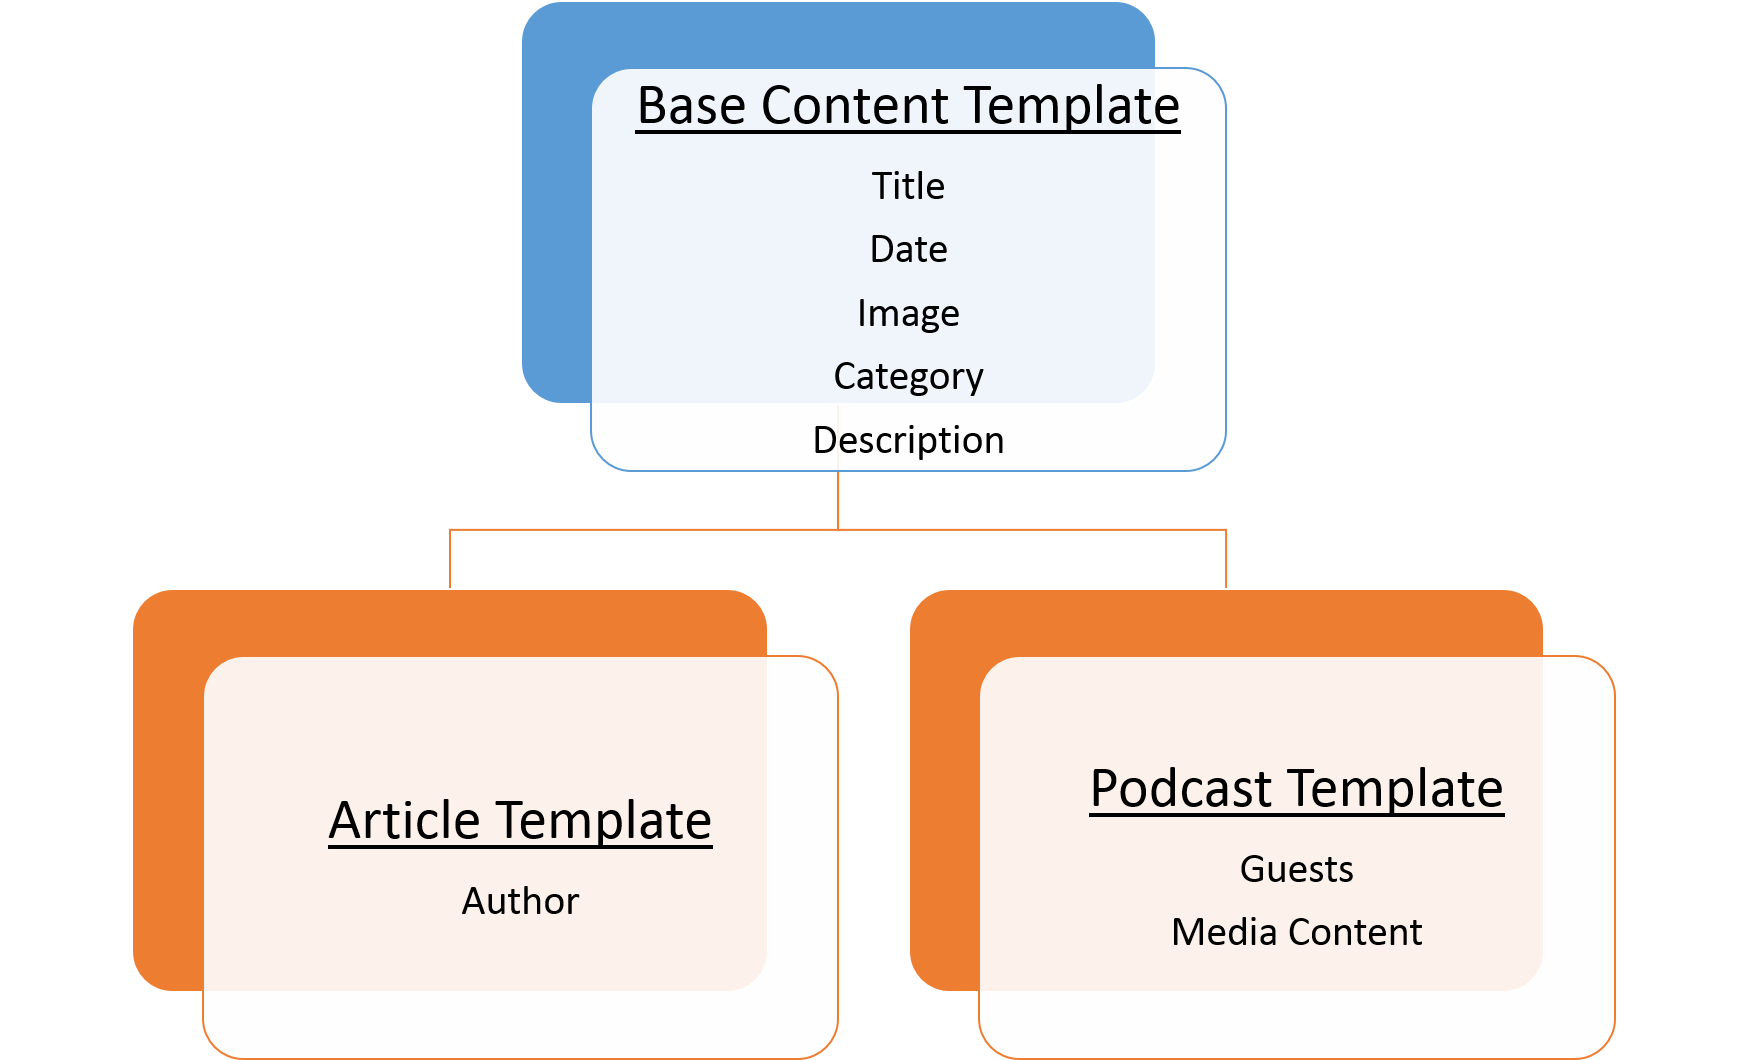 Base Content Template
Title
Date
Image
Category
Description
Article Template
Author
Podcast Template
Guests
Media Content